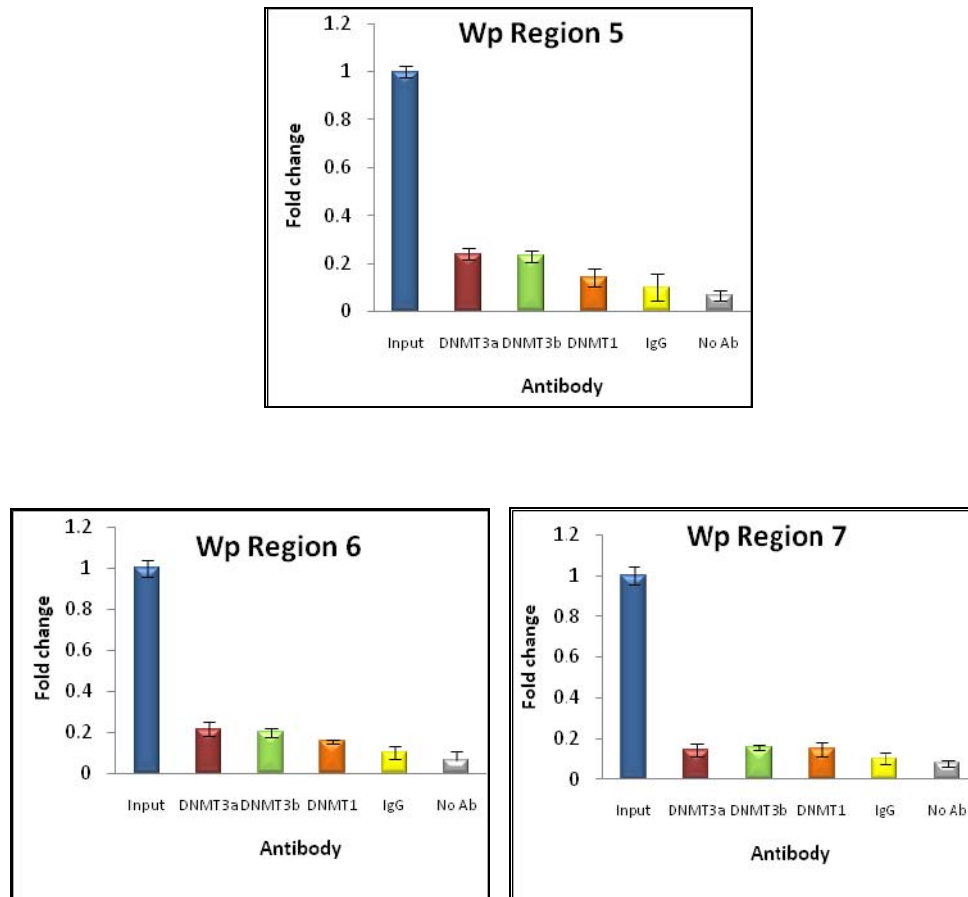 Wp Region 5
1.2
1
0.8
0.6
0.4
0.2
0
Fold change
Input DNMT3a DNMT3b DNMT1 IgG No Ab
Antibody
Wp Region 6
1.2
1
0.8
0.6
0.4
0.2
0
Fold change
Input DNMT3a DNMT3b DNMT1 IgG No Ab
Antibody
Wp Region 7
1.2
1
0.8
0.6
0.4
0.2
0
Fold change
Input DNMT3a DNMT3b DNMT1 IgG No Ab
Antibody